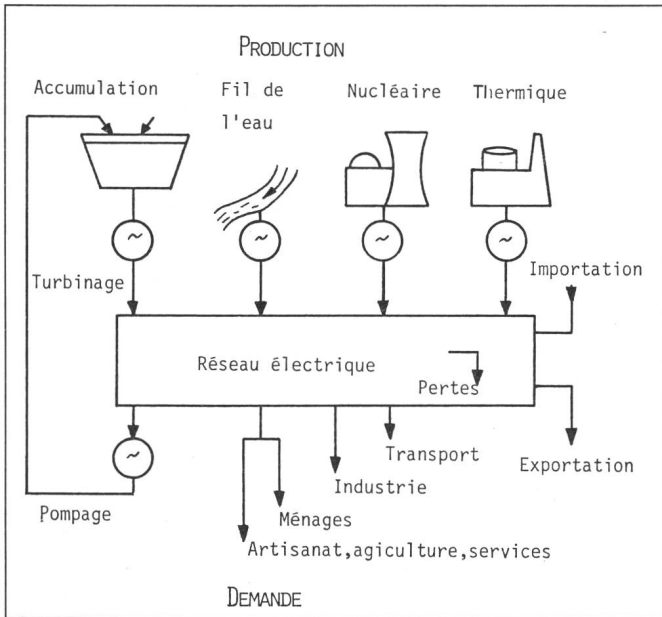 PRODUCTION
Accumulation
Fil de
l'eau
Nucléaire
Thermique
~
~
~
~
Turbinage
Importation
Réseau électrique
Pertes
~
Transport
Exportation
Industrie
Pompage
Ménages
Artisanat,agiculture,services
DEMANDE